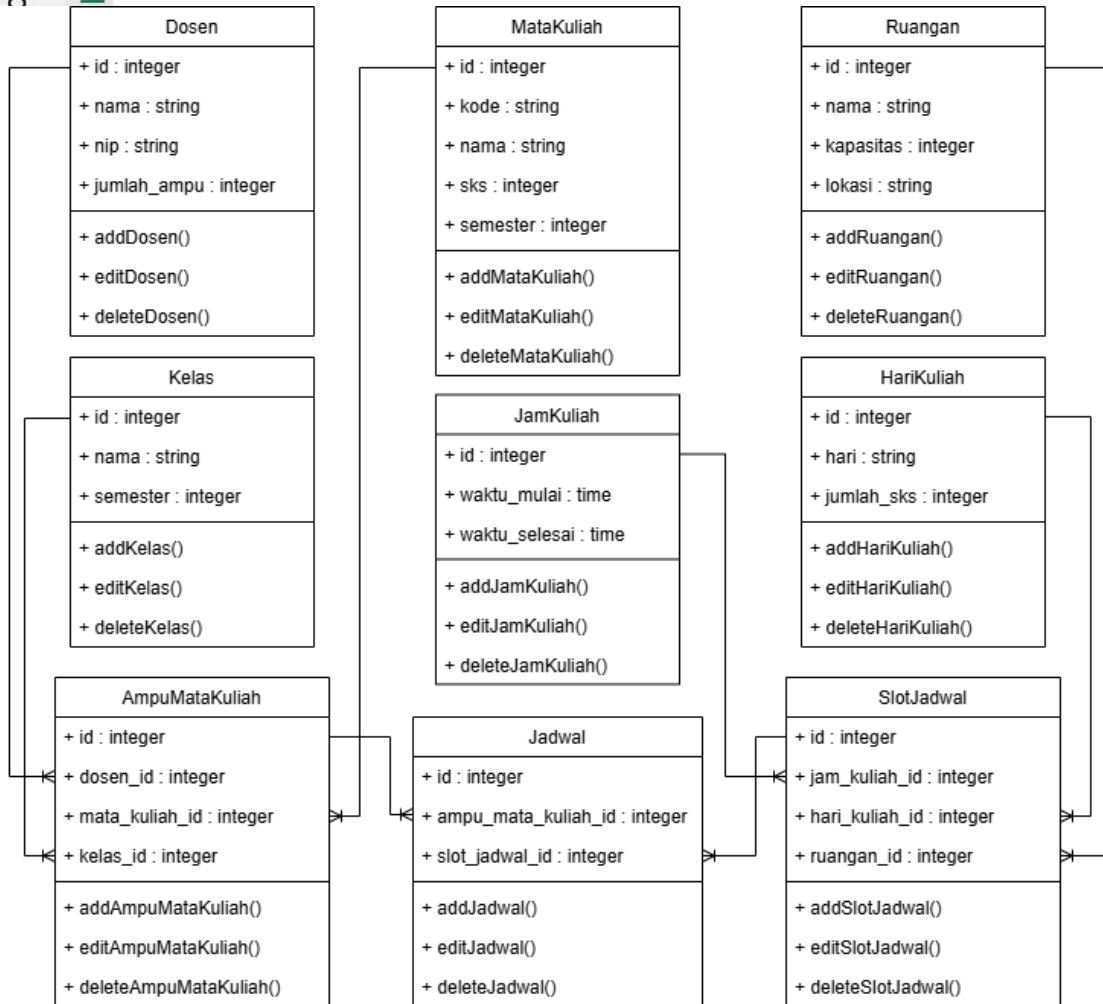 Dosen
+ id : integer
+ nama : string
+ nip : string
+ jumlah_ampu : integer
+ addDosen()
+ editDosen()
+ deleteDosen()
MataKuliah
+ id : integer
+ kode : string
+ nama : string
+ sks : integer
+ semester : integer
+ addMataKuliah()
+ editMataKuliah()
+ deleteMataKuliah()
Ruangan
+ id : integer
+ nama : string
+ kapasitas : integer
+ lokasi : string
+ addRuangan()
+ editRuangan()
+ deleteRuangan()
Kelas
+ id : integer
+ nama : string
+ semester : integer
+ addKelas()
+ editKelas()
+ deleteKelas()
JamKuliah
+ id : integer
+ waktu_mulai : time
+ waktu_selesai : time
+ addJamKuliah()
+ editJamKuliah()
+ deleteJamKuliah()
HariKuliah
+ id : integer
+ hari : string
+ jumlah_sks : integer
+ addHariKuliah()
+ editHariKuliah()
+ deleteHariKuliah()
AmpuMataKuliah
+ id : integer
+ dosen_id : integer
+ mata_kuliah_id : integer
+ kelas_id : integer
+ addAmpuMataKuliah()
+ editAmpuMataKuliah()
+ deleteAmpuMataKuliah()
Jadwal
+ id : integer
+ ampu_mata_kuliah_id : integer
+ slot_jadwal_id : integer
+ addJadwal()
+ editJadwal()
+ deleteJadwal()
SlotJadwal
+ id : integer
+ jam_kuliah_id : integer
+ hari_kuliah_id : integer
+ ruangan_id : integer
+ addSlotJadwal()
+ editSlotJadwal()
+ deleteSlotJadwal()